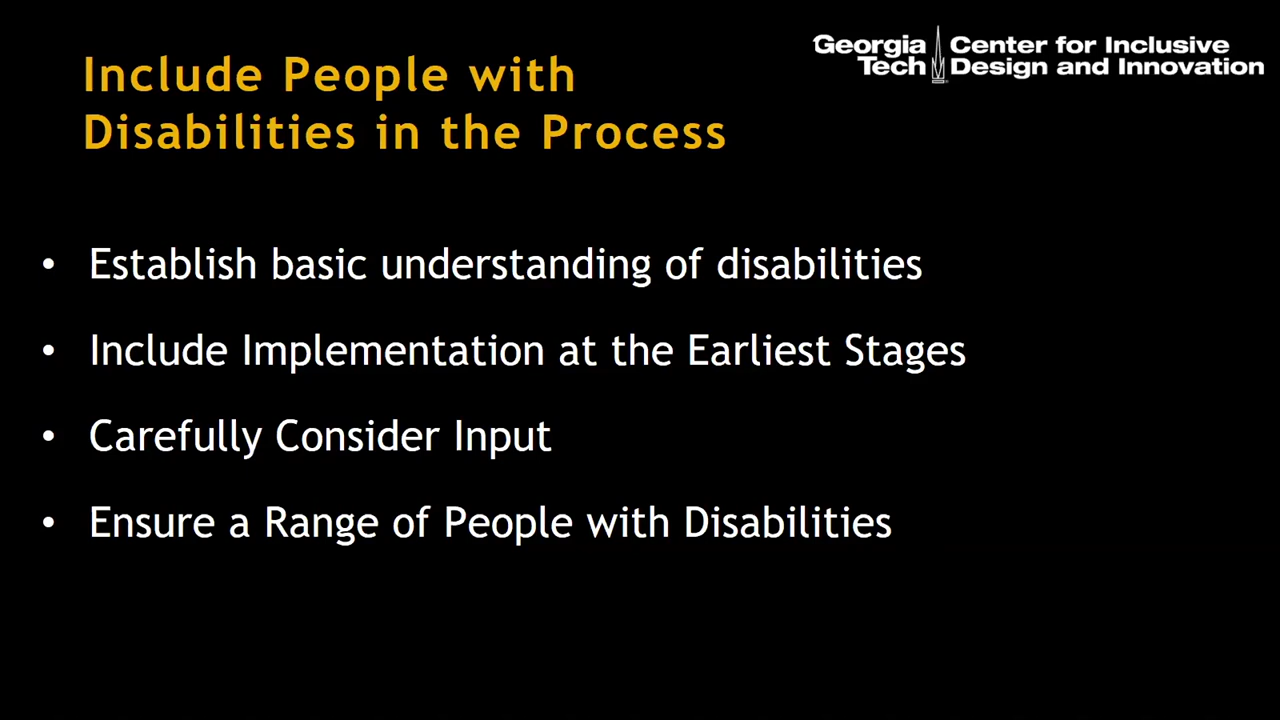 Include People with
Disabilities in the Process
Georgia Tech
Center for Inclusive
Design and Innovation
• Establish basic understanding of disabilities
• Include Implementation at the Earliest Stages
• Carefully Consider Input
• Ensure a Range of People with Disabilities